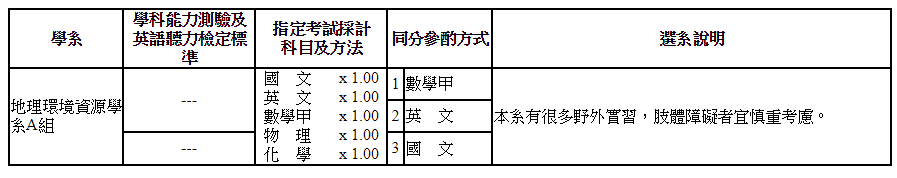 學系
學科能力測驗及
英語聽力檢定標
準
指定考試採計
科目及方法
同分參酌方式
選系說明
地理環境資源學
系A組
---
---
國　文 x 1.00
英　文 x 1.00
數學甲 x 1.00
物　理 x 1.00
化　學 x 1.00
1 數學甲
2 英　文
3 國　文
本系有很多野外實習，肢體障礙者宜慎重考慮。